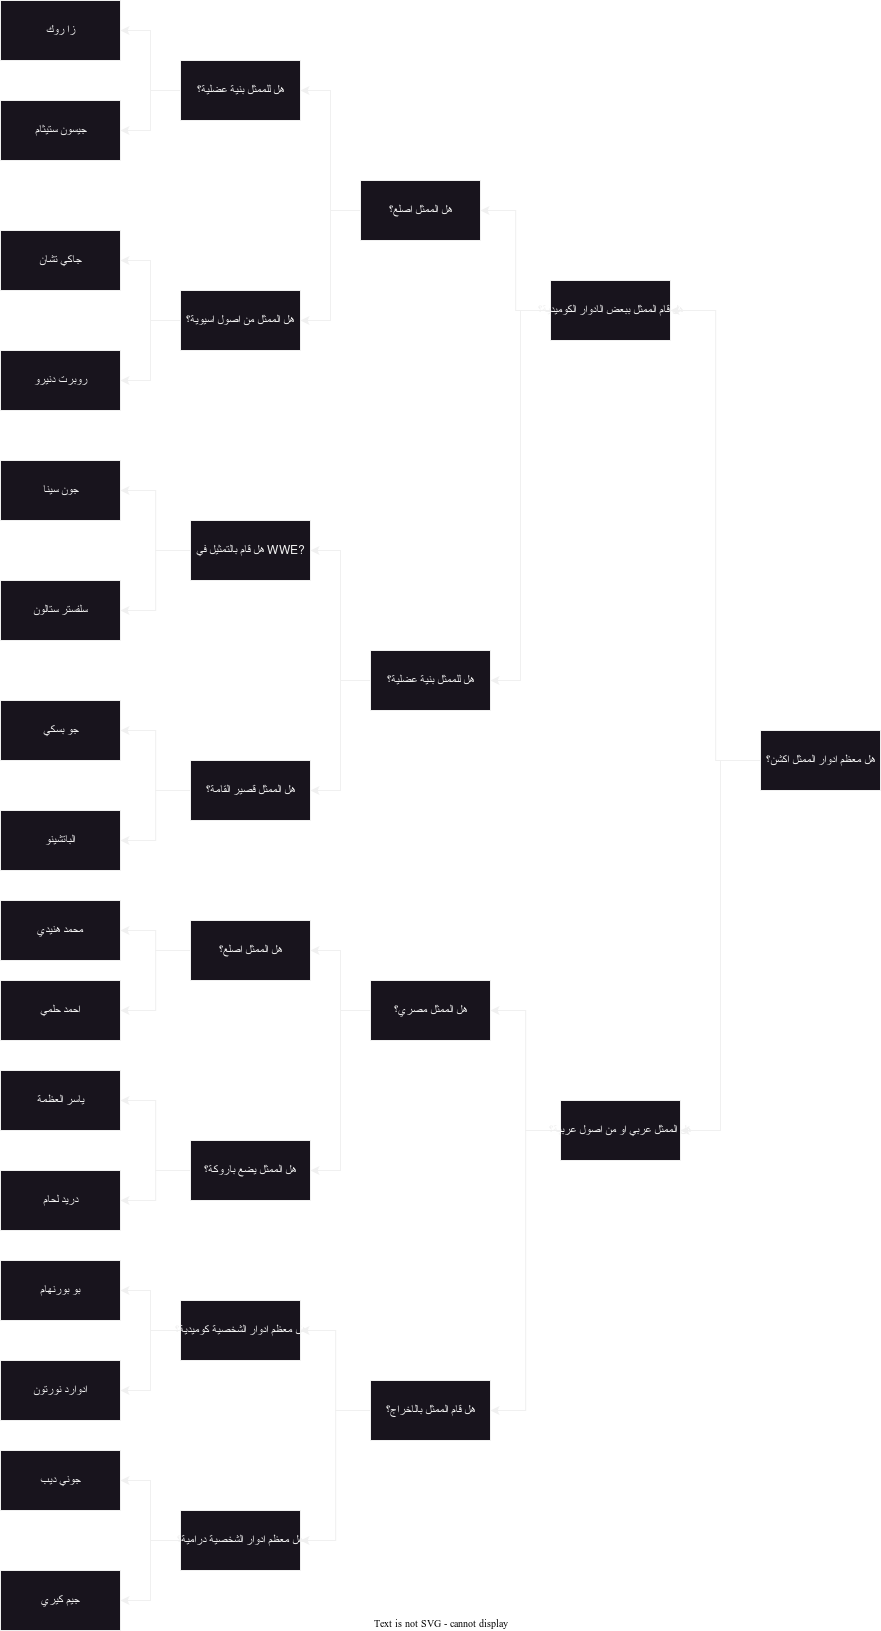 زا روك
هل للممثل بنية عضلية؟
جيسون ستيثام
هل الممثل اصلع؟
جاكي تشان
قام الممثل ببعض الادوار الكوميد
هل الممثل من اصول اسيوية؟
روبرت دنيرو
جون سينا
هل قام بالتمثيل في WWE?
سلفستر ستالون
هل للممثل بنية عضلية؟
جو بسكي
هل معظم ادوار الممثل اكشن؟
هل الممثل قصير القامة؟
الباتشينو
محمد هنيدي
هل الممثل اصلع؟
احمد حلمي
هل الممثل مصري؟
ياسر العظمة
الممثل عربي او من اصول عرب
هل الممثل يضع باروكة؟
دريد لحام
بو بورنهام
ل معظم ادوار الشخصية كوميدية
ادوارد نورتون
هل قام الممثل بالاخراج؟
جوني ديب
ل معظم ادوار الشخصية درامية
جيم كيري
Text is not SVG - cannot display